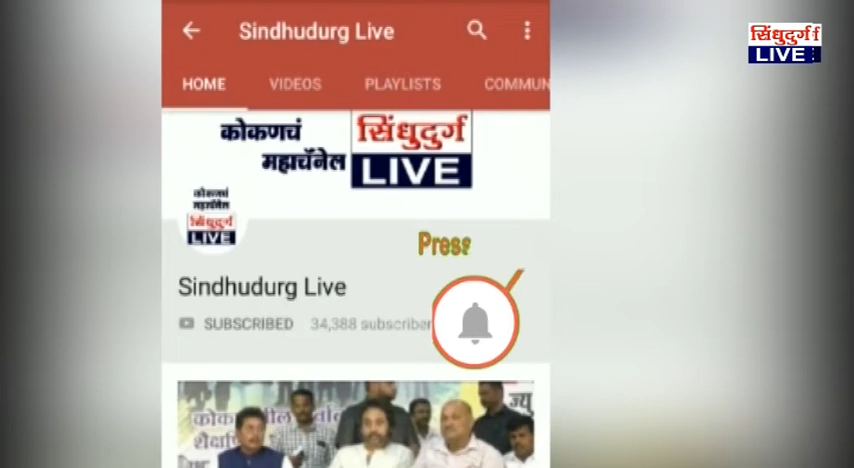 Sindhudurg Live
सिंधुदुर्ग
LIVE
HOME VIDEOS PLAYLISTS COMMUN
कोकणचं
महाचॅनेल
सिंधुदुर्ग
LIVE
कोकणचं
महाचॅनेल
सिंधुदुर्ग
LIVE
Press
Sindhudurg Live
SUBSCRIBED 34,388 subscriber
ज्यु
कोक